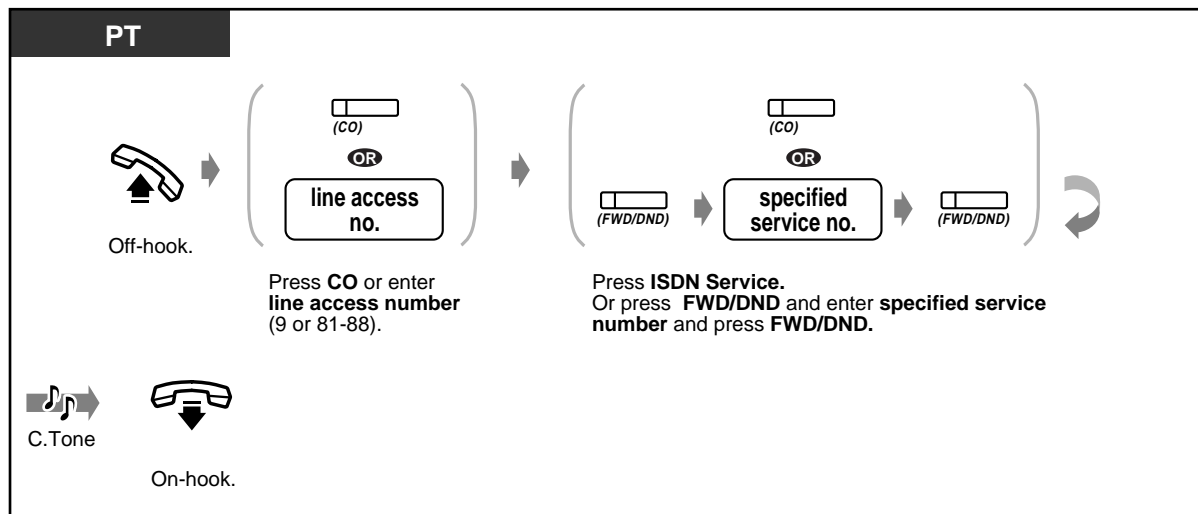 PT
(CO)
OR
line access
no.
Off-hook.
Press CO or enter
line access number
(9 or 81-88).
(CO)
OR
(FWD/DND)
specified
service no.
(FWD/DND)
Press ISDN Service.
Or press FWD/DND and enter specified service
number and press FWD/DND.
C.Tone
On-hook.